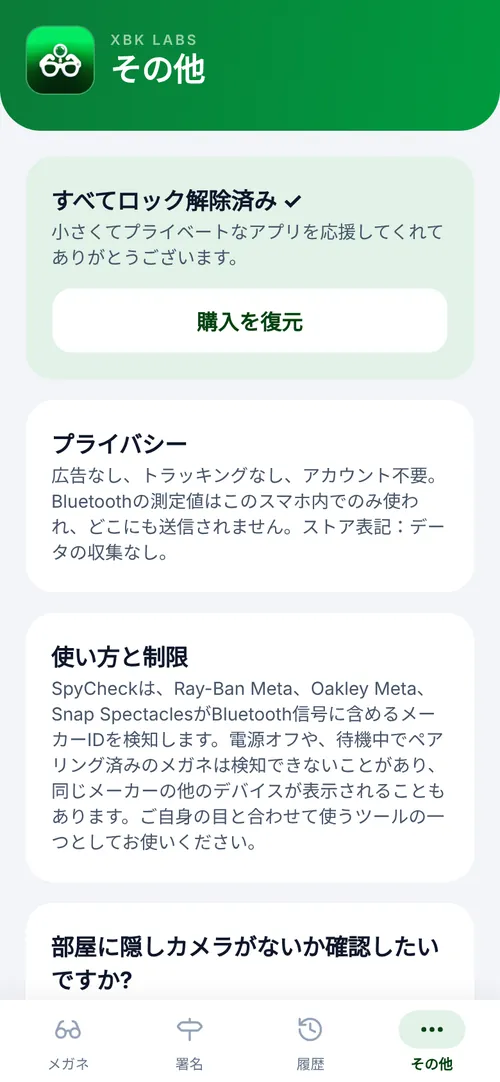 XBK LABS
その他
すべてロック解除済み ✓
小さくてプライベートなアプリを応援してくれて
ありがとうございます。
購入を復元
プライバシー
広告なし、トラッキングなし、アカウント不要。
Bluetoothの測定値はこのスマホ内でのみ使わ
れ、どこにも送信されません。ストア表記：デー
タの収集なし。
使い方と制限
SpyCheckは、Ray-Ban Meta、Oakley Meta、
Snap SpectaclesがBluetooth信号に含めるメー
カーIDを検知します。電源オフや、待機中でペア
リング済みのメガネは検知できないことがあり、
同じメーカーの他のデバイスが表示されることも
あります。ご自身の目と合わせて使うツールの一
つとしてお使いください。
部屋に隠しカメラがないか確認したい
ですか?
メガネ
署名
履歴
その他